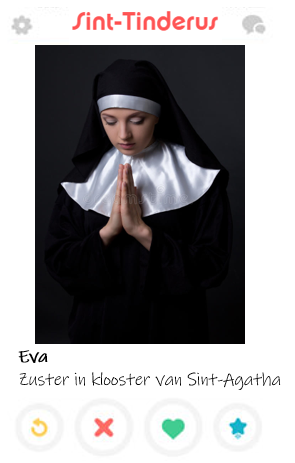 Sint-Tinderus
Eva
Zuster in klooster van Sint-Agatha